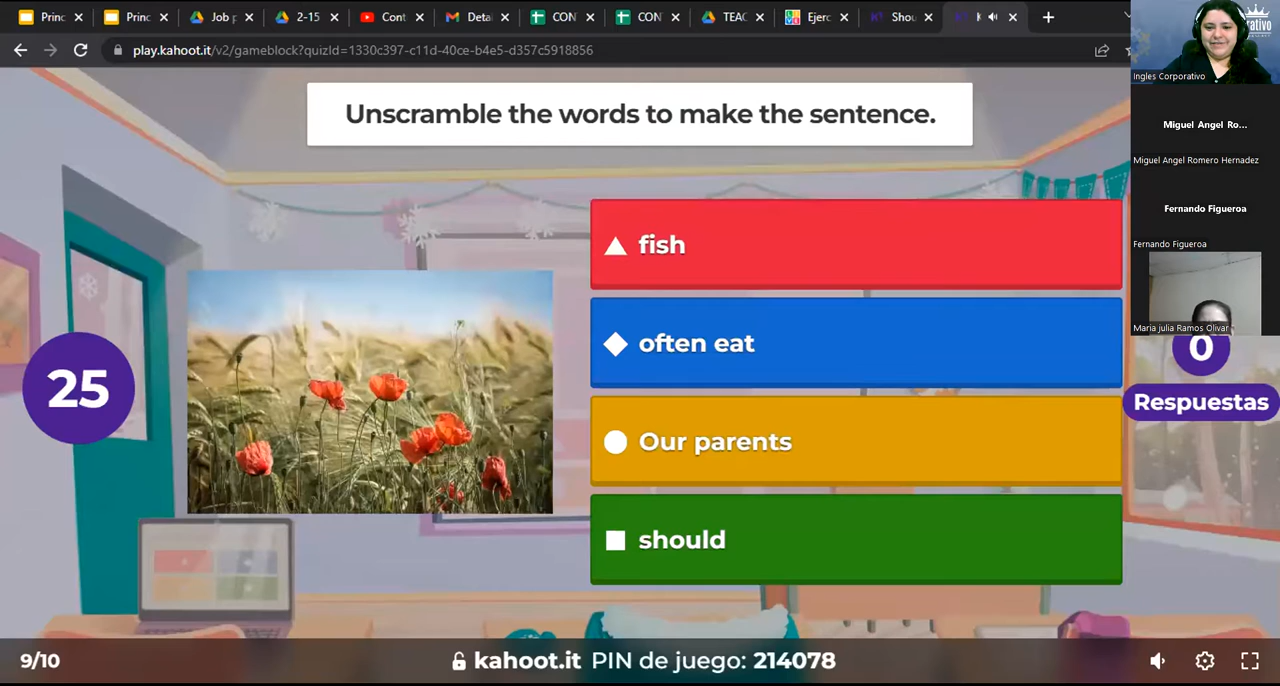 Princ
Princ
Job p
2-15
Cont
Detai
CON
CON
TEAC
Ejerc
Shou
play.kahoot.it/v2/gameblock?quizId=1330c397-c11d-40ce-b4e5-d357c5918856
Unscramble the words to make the sentence.
fish
often eat
Our parents
should
25
0
Respuestas
9/10
kahoot.it PIN de juego: 214078
Ingles Corporativo
Miguel Angel Ro...
Miguel Angel Romero Hernadez
Fernando Figueroa
Fernando Figueroa
Maria julia Ramos Olivar